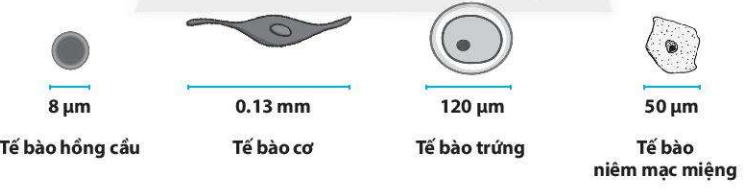 8 µm
0.13 mm
120 µm
50 µm
Tế bào hồng cầu
Tế bào cơ
Tế bào trứng
Tế bào
niêm mạc miệng